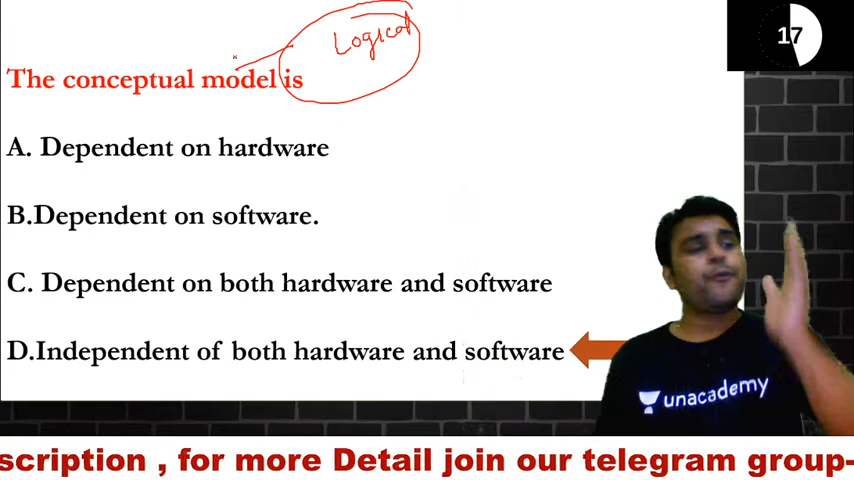 Logical
17
The conceptual model is
A. Dependent on hardware
B.Dependent on software.
C. Dependent on both hardware and software
D.Independent of both hardware and software
unacademy
scription , for more Detail join our telegram group-